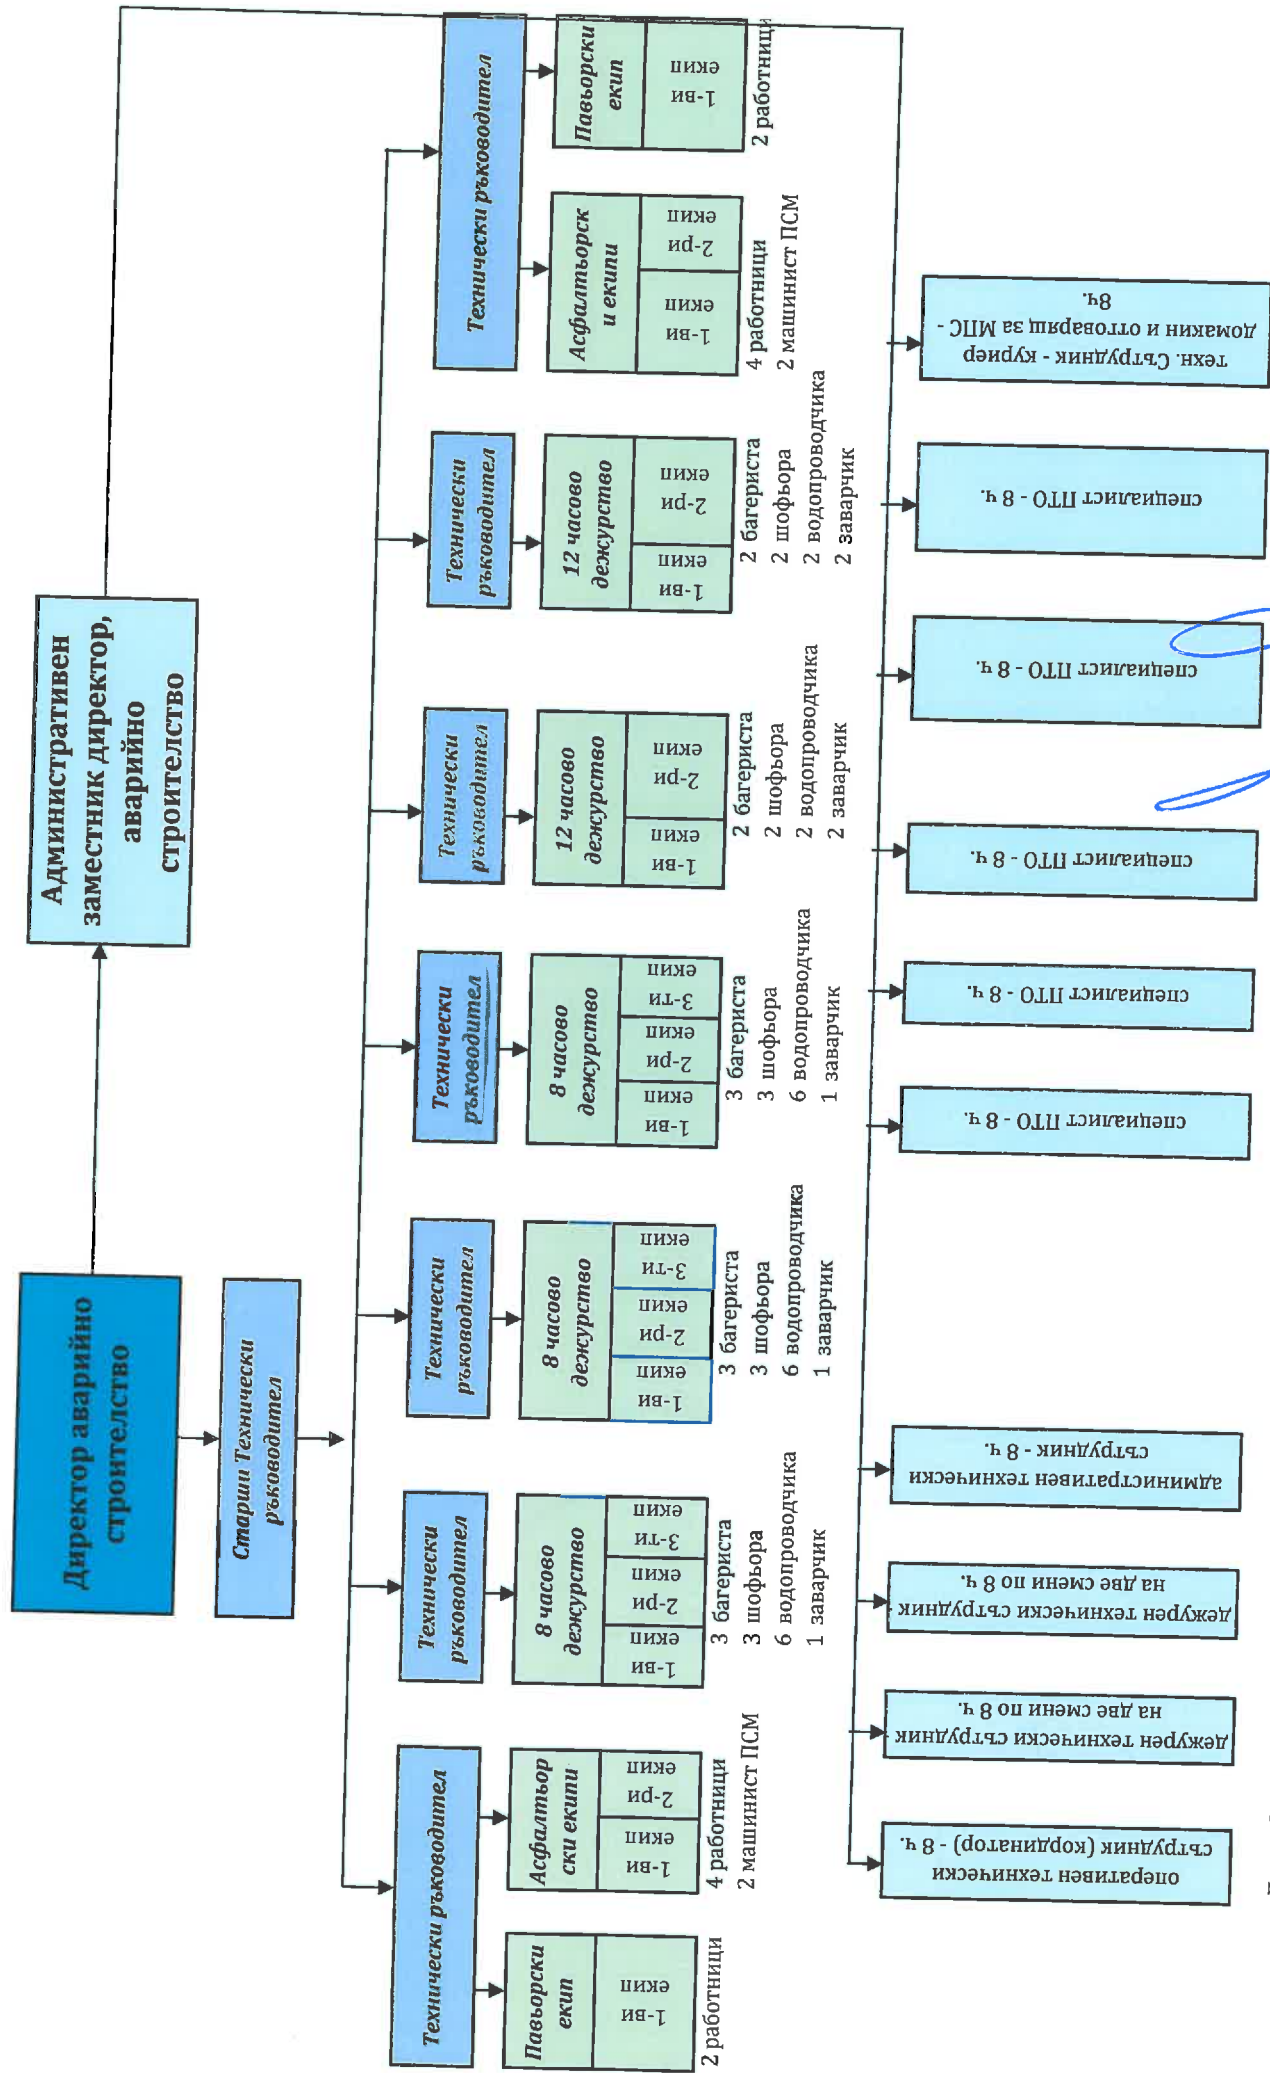 Директор аварийно
строителство
Административен
заместник директор,
аварийно
строителство
Старши Технически
ръководител
Технически ръководител
Павьорски
екип
1-ви
екип
2 работници
Асфалтьор
ски екипи
1-ви
екип
2-ри
екип
4 работници
2 машинист ПСМ
Технически
ръководител
8 часово
дежурство
1-ви
екип
2-ри
екип
3-ти
екип
3 багериста
3 шофьора
6 водопроводчика
1 заварчик
Технически
ръководител
8 часово
дежурство
1-ви
екип
2-ри
екип
3-ти
екип
3 багериста
3 шофьора
6 водопроводчика
1 заварчик
Технически
ръководител
8 часово
дежурство
1-ви
екип
2-ри
екип
3-ти
екип
3 багериста
3 шофьора
6 водопроводчика
1 заварчик
Технически
ръководител
12 часово
дежурство
1-ви
екип
2-ри
екип
2 багериста
2 шофьора
2 водопроводчика
2 заварчик
Технически
ръководител
12 часово
дежурство
1-ви
екип
2-ри
екип
2 багериста
2 шофьора
2 водопроводчика
2 заварчик
Технически ръководител
Асфалтьорск
и екипи
1-ви
екип
2-ри
екип
4 работници
2 машинист ПСМ
Павьорски
екип
1-ви
екип
2 работници
оперативен технически
сътрудник (кординатор) - 8 ч.
дежурен технически сътрудник
на две смени по 8 ч.
дежурен технически сътрудник -
на две смени по 8 ч.
административен технически
сътрудник - 8 ч.
специалист ПТО - 8 ч.
специалист ПТО - 8 ч.
специалист ПТО - 8 ч.
специалист ПТО - 8 ч.
специалист ПТО - 8 ч.
техн. Сътрудник - куриер
домакин и отговарящ за МПС -
8ч.